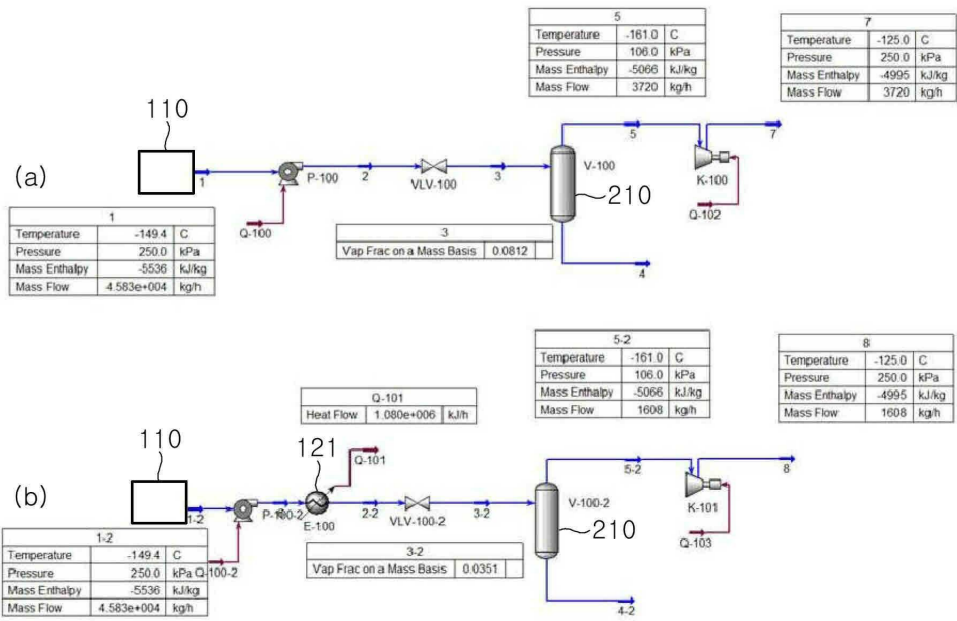 5
Temperature -161.0 C
Pressure 106.0 kPa
Mass Enthalpy -5066 kJ/kg
Mass Flow 3720 kg/h
7
Temperature -125.0 C
Pressure 250.0 kPa
Mass Enthalpy -4995 kJ/kg
Mass Flow 3720 kg/h
110
(a)
1
P-100
2
VLV-100
3
V-100
210
5
K-100
7
Q-100
Q-102
4
1
Temperature -149.4 C
Pressure 250.0 kPa
Mass Enthalpy -5536 kJ/kg
Mass Flow 4.583e+004 kg/h
3
Vap Frac on a Mass Basis 0.0812
5-2
Temperature -161.0 C
Pressure 106.0 kPa
Mass Enthalpy -5066 kJ/kg
Mass Flow 1608 kg/h
8
Temperature -125.0 C
Pressure 250.0 kPa
Mass Enthalpy -4995 kJ/kg
Mass Flow 1608 kg/h
Q-101
Heat Flow 1.080e+006 kJ/h
110
121
Q-101
(b)
1-2
P-100-2
E-100
2-2
VLV-100-2
3-2
V-100-2
210
5-2
K-101
8
Q-100-2
Q-103
4-2
1-2
Temperature -149.4 C
Pressure 250.0 kPa
Mass Enthalpy -5536 kJ/kg
Mass Flow 4.583e+004 kg/h
3-2
Vap Frac on a Mass Basis 0.0351